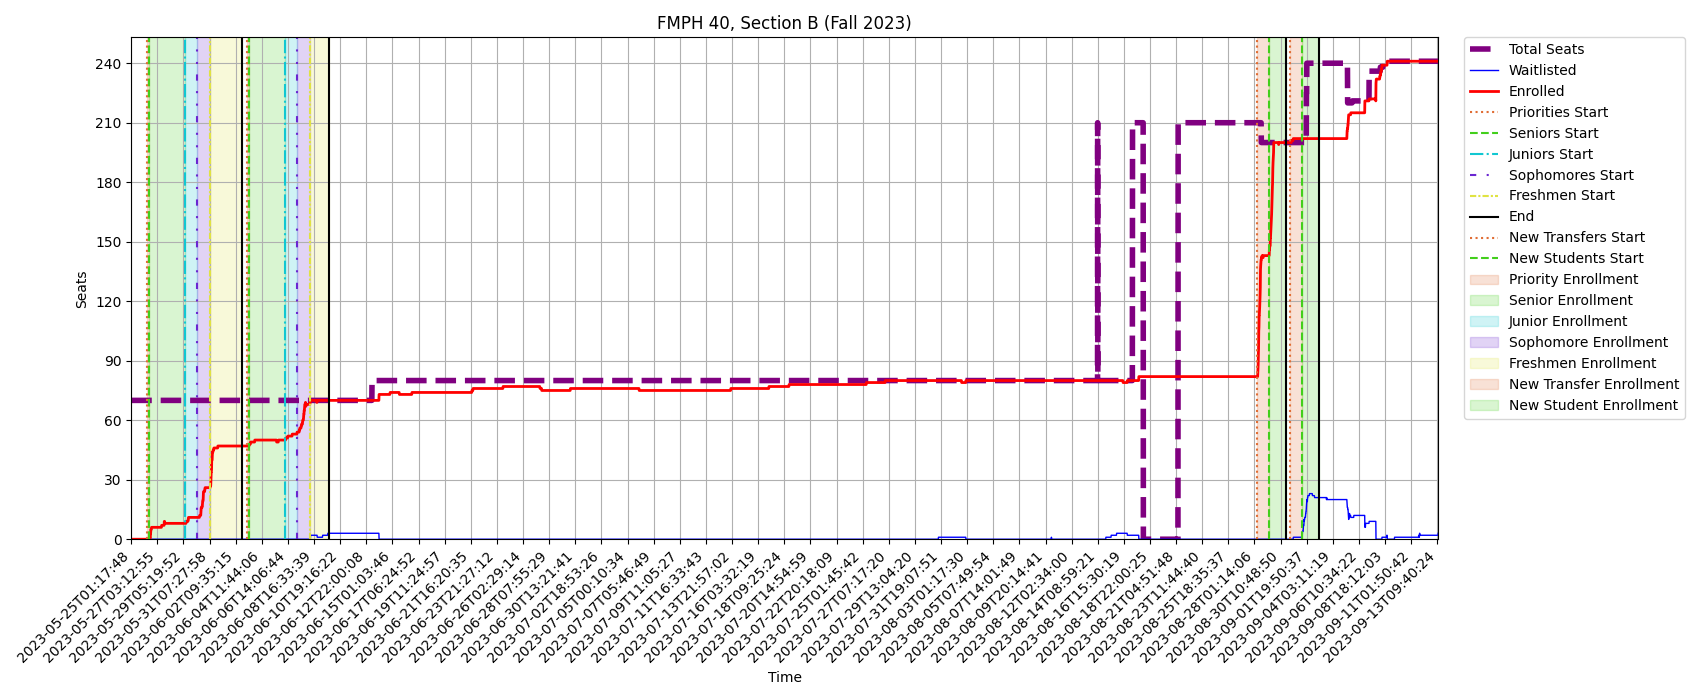 FMPH 40, Section B (Fall 2023)
Seats
240
210
180
150
120
90
60
30
0
2023-05-25T01:17:48
2023-05-27T03:12:55
2023-05-29T05:19:52
2023-05-31T07:27:58
2023-06-02T09:35:15
2023-06-04T11:44:06
2023-06-06T14:06:44
2023-06-08T16:33:39
2023-06-10T19:16:22
2023-06-12T22:00:08
2023-06-15T01:03:46
2023-06-17T06:24:52
2023-06-19T11:24:57
2023-06-21T16:20:35
2023-06-23T21:27:12
2023-06-26T02:29:14
2023-06-28T07:55:29
2023-06-30T13:21:41
2023-07-02T18:53:26
2023-07-05T00:10:34
2023-07-07T05:46:49
2023-07-09T11:05:27
2023-07-11T16:33:43
2023-07-13T21:57:02
2023-07-16T03:32:19
2023-07-18T09:25:24
2023-07-20T14:54:59
2023-07-22T20:18:09
2023-07-25T01:45:42
2023-07-27T07:17:20
2023-07-29T13:04:20
2023-07-31T19:07:51
2023-08-03T01:17:30
2023-08-05T07:49:54
2023-08-07T14:01:49
2023-08-09T20:14:41
2023-08-12T02:34:00
2023-08-14T08:59:21
2023-08-16T15:30:19
2023-08-18T22:00:25
2023-08-21T04:51:48
2023-08-23T11:44:40
2023-08-25T18:35:37
2023-08-28T01:14:06
2023-08-30T10:48:50
2023-09-01T19:50:37
2023-09-04T03:11:19
2023-09-06T10:34:22
2023-09-08T18:12:03
2023-09-11T01:50:42
2023-09-13T09:40:24
Time
Total Seats
Waitlisted
Enrolled
Priorities Start
Seniors Start
Juniors Start
Sophomores Start
Freshmen Start
End
New Transfers Start
New Students Start
Priority Enrollment
Senior Enrollment
Junior Enrollment
Sophomore Enrollment
Freshmen Enrollment
New Transfer Enrollment
New Student Enrollment